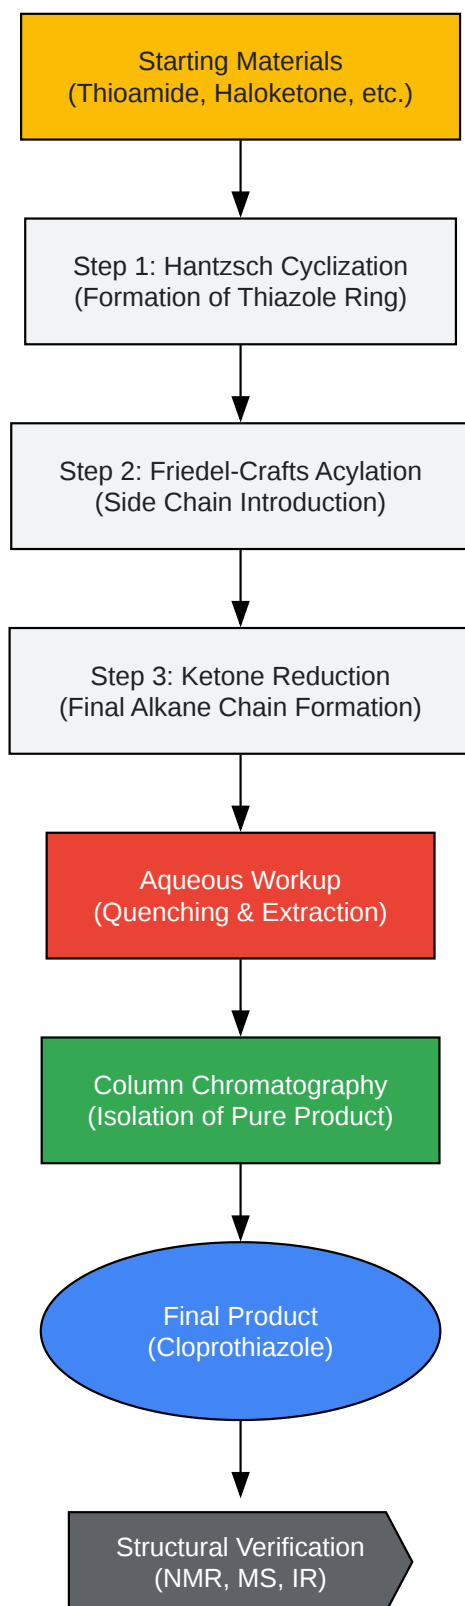 Starting Materials
(Thioamide, Haloketone, etc.)
Step 1: Hantzsch Cyclization
(Formation of Thiazole Ring)
Step 2: Friedel-Crafts Acylation
(Side Chain Introduction)
Step 3: Ketone Reduction
(Final Alkane Chain Formation)
Aqueous Workup
(Quenching & Extraction)
Column Chromatography
(Isolation of Pure Product)
Final Product
(Cloprothiazole)
Structural Verification
(NMR, MS, IR)